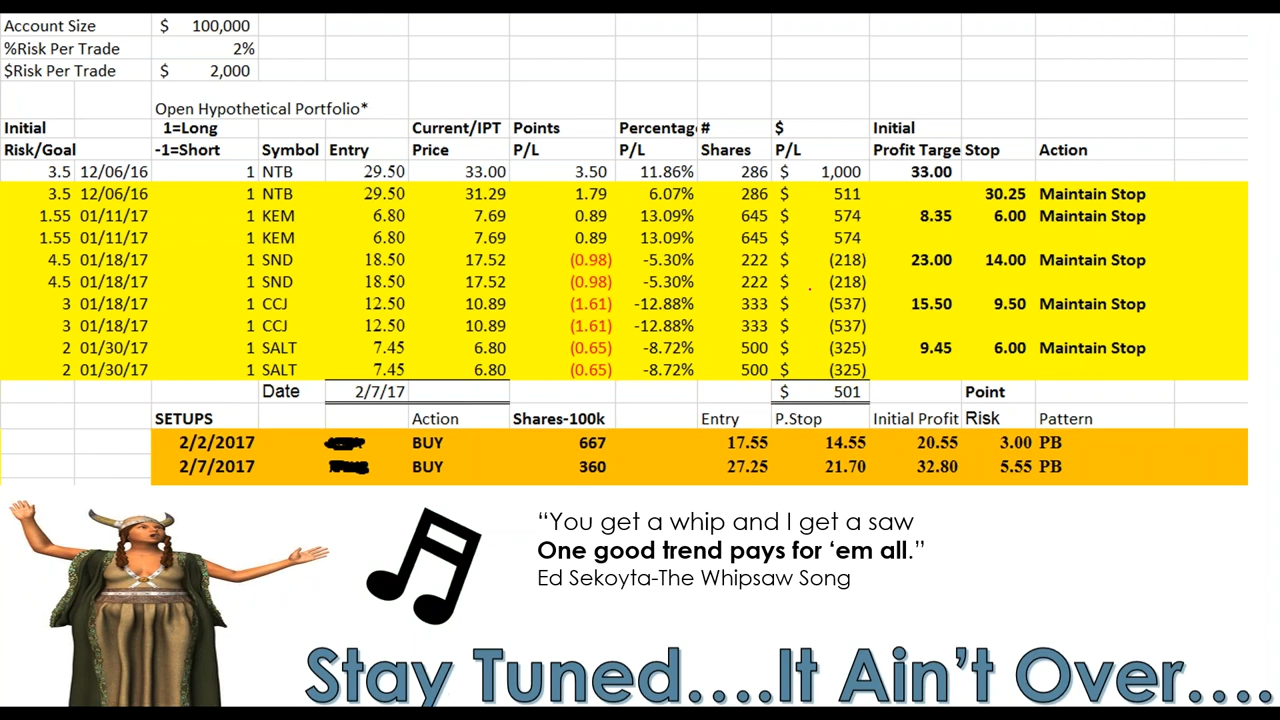 Account Size $ 100,000
%Risk Per Trade 2%
$Risk Per Trade $ 2,000
Open Hypothetical Portfolio*
Initial 1=Long Current/IPT Points Percentag # $ Initial
Risk/Goal -1=Short Symbol Entry Price P/L P/L Shares P/L Profit Targe Stop Action
3.5 12/06/16 1 NTB 29.50 33.00 3.50 11.86% 286 $ 1,000 33.00
3.5 12/06/16 1 NTB 29.50 31.29 1.79 6.07% 286 $ 511 30.25 Maintain Stop
1.55 01/11/17 1 KEM 6.80 7.69 0.89 13.09% 645 $ 574 8.35 6.00 Maintain Stop
1.55 01/11/17 1 KEM 6.80 7.69 0.89 13.09% 645 $ 574
4.5 01/18/17 1 SND 18.50 17.52 (0.98) -5.30% 222 $ (218) 23.00 14.00 Maintain Stop
4.5 01/18/17 1 SND 18.50 17.52 (0.98) -5.30% 222 $ (218)
3 01/18/17 1 CCJ 12.50 10.89 (1.61) -12.88% 333 $ (537) 15.50 9.50 Maintain Stop
3 01/18/17 1 CCJ 12.50 10.89 (1.61) -12.88% 333 $ (537)
2 01/30/17 1 SALT 7.45 6.80 (0.65) -8.72% 500 $ (325) 9.45 6.00 Maintain Stop
2 01/30/17 1 SALT 7.45 6.80 (0.65) -8.72% 500 $ (325)
Date 2/7/17 $ 501 Point
SETUPS Action Shares-100k Entry P.Stop Initial Profit Risk Pattern
2/2/2017 BUY 667 17.55 14.55 20.55 3.00 PB
2/7/2017 BUY 360 27.25 21.70 32.80 5.55 PB
“You get a whip and I get a saw
One good trend pays for ‘em all.”
Ed Sekoyta-The Whipsaw Song
Stay Tuned....It Ain’t Over....